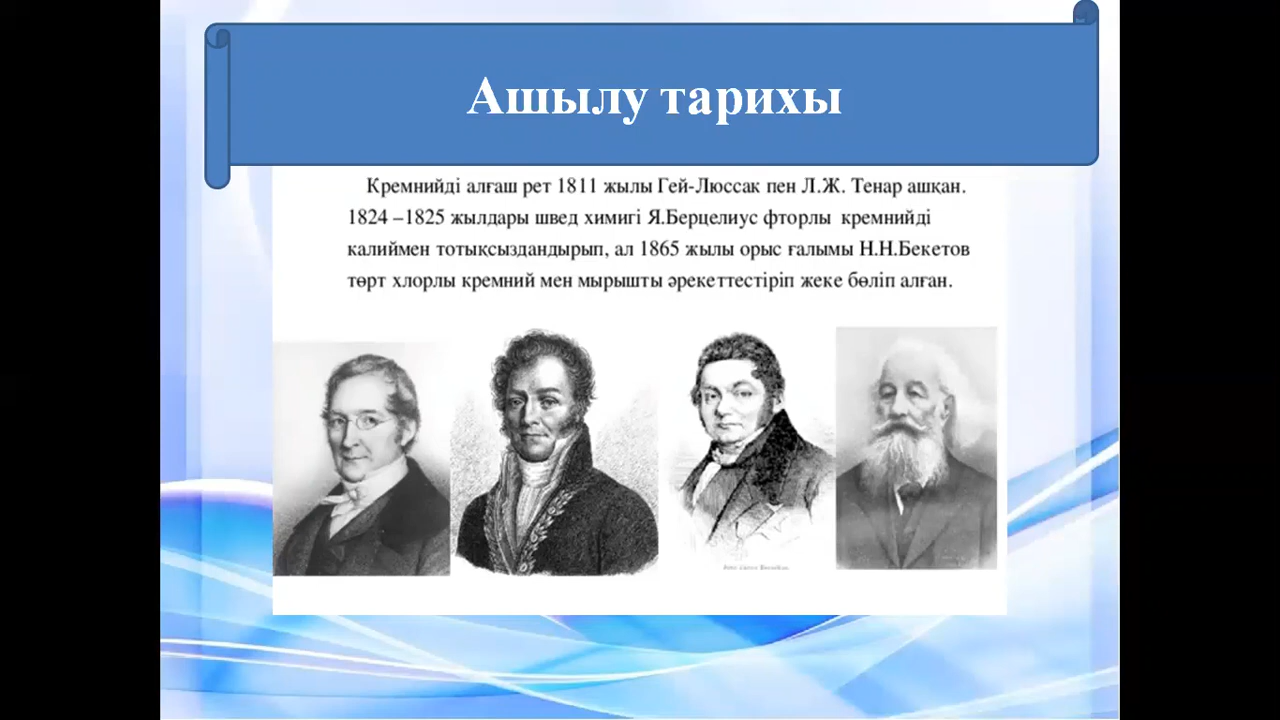 Ашылу тарихы
Кремнийді алғаш рет 1811 жылы Гей-Люссак пен Л.Ж. Тенар ашқан.
1824 –1825 жылдары швед химигі Я.Берцелиус фторлы кремнийді
калиймен тотықсыздандырып, ал 1865 жылы орыс ғалымы Н.Н.Бекетов
төрт хлорлы кремний мен мырышты әрекеттестіріп жеке бөліп алған.